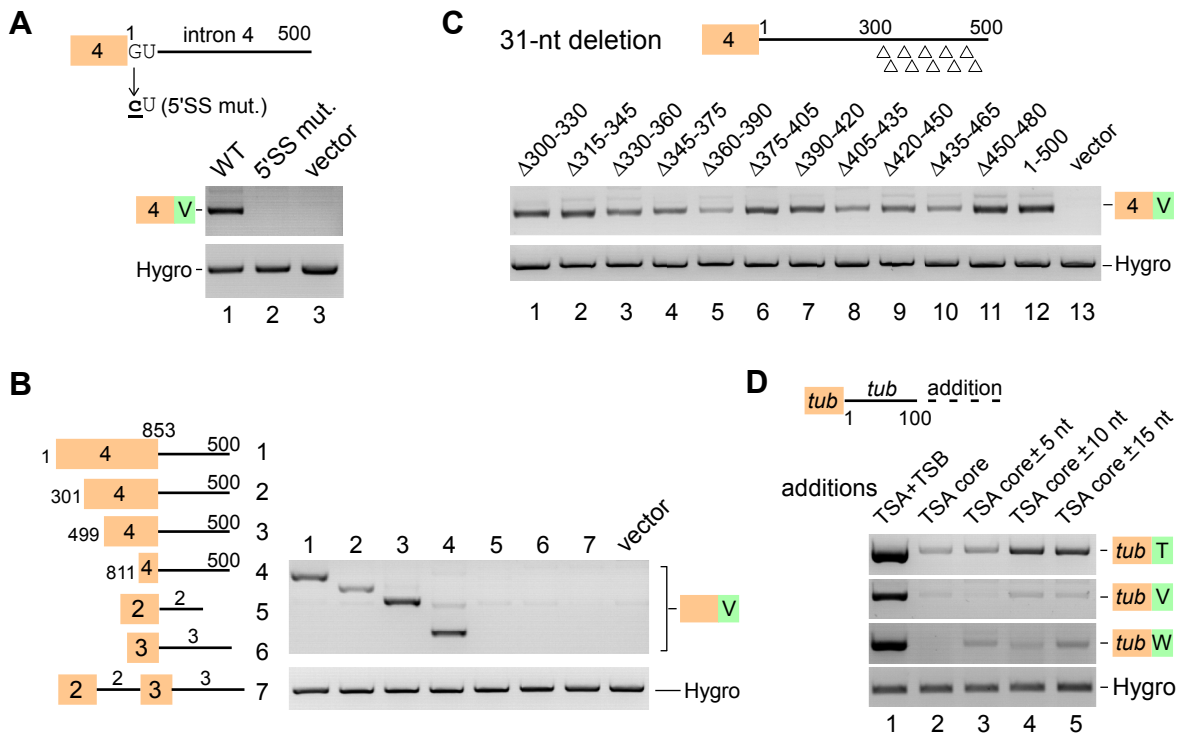 A
1
500
intron 4
4
GU
cU (5'SS mut.)
WT
5'SS mut.
vector
4 V
Hygro
1 2 3
B
853
1
4
500
1
301
4
500
2
499
4
500
3
811
4
500
4
2
2
5
3
3
6
2
2
3
3
7
1 2 3 4 5 6 7 vector
V
Hygro
C
31-nt deletion
4
1
300
500
Δ300-330
Δ315-345
Δ330-360
Δ345-375
Δ360-390
Δ375-405
Δ390-420
Δ405-435
Δ420-450
Δ435-465
Δ450-480
1-500
vector
4 V
Hygro
1 2 3 4 5 6 7 8 9 10 11 12 13
D
tub
tub
addition
1
100
additions
TSA+TSB
TSA core
TSA core±5 nt
TSA core±10 nt
TSA core±15 nt
tub T
tub V
tub W
Hygro
1 2 3 4 5